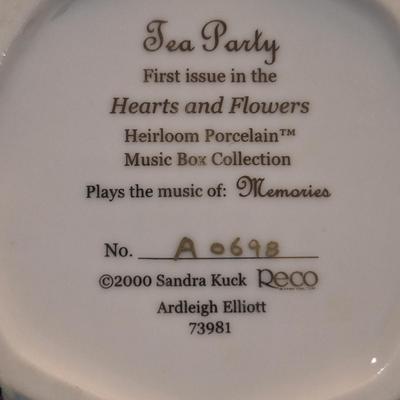 Tea Party
First issue in the
Hearts and Flowers
Heirloom Porcelain™
Music Box Collection
Plays the music of: Memories
No. A 0698
©2000 Sandra Kuck Reco
Ardleigh Elliott
73981